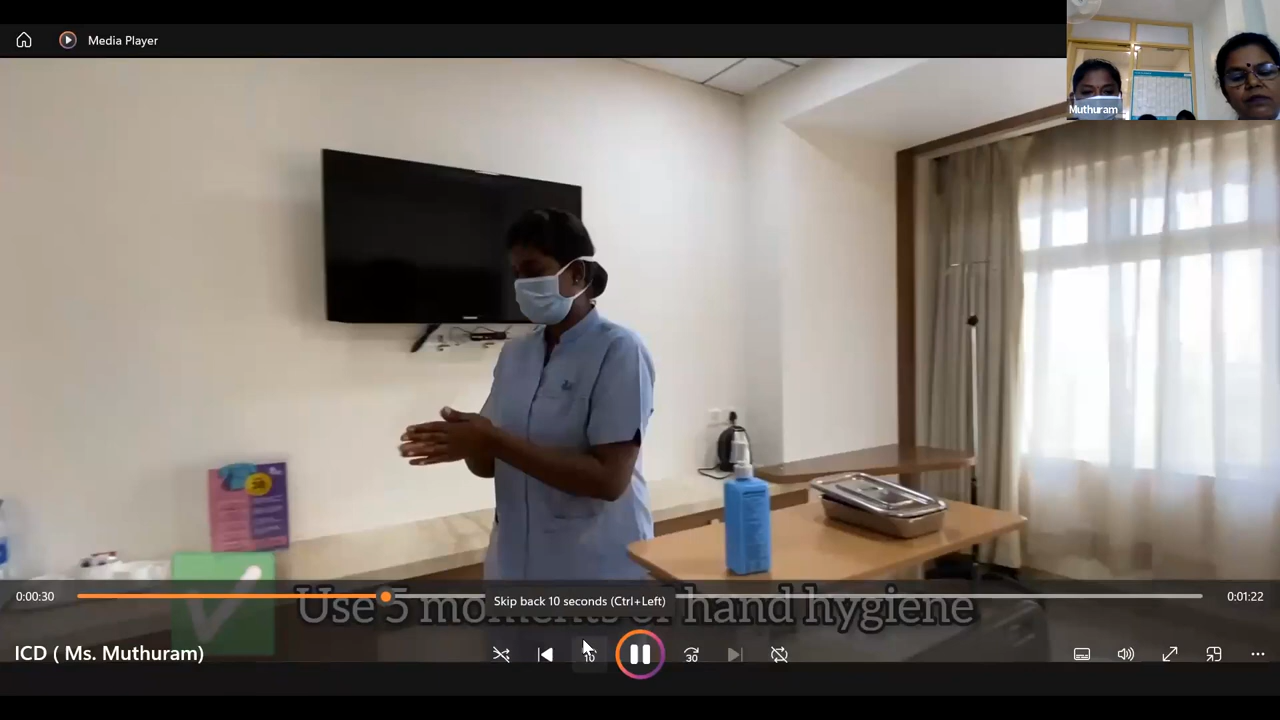 Media Player
Muthuram
0:00:30
Skip back 10 seconds (Ctrl+Left)
0:01:22
Use 5 moments of hand hygiene
ICD ( Ms. Muthuram)
10
30